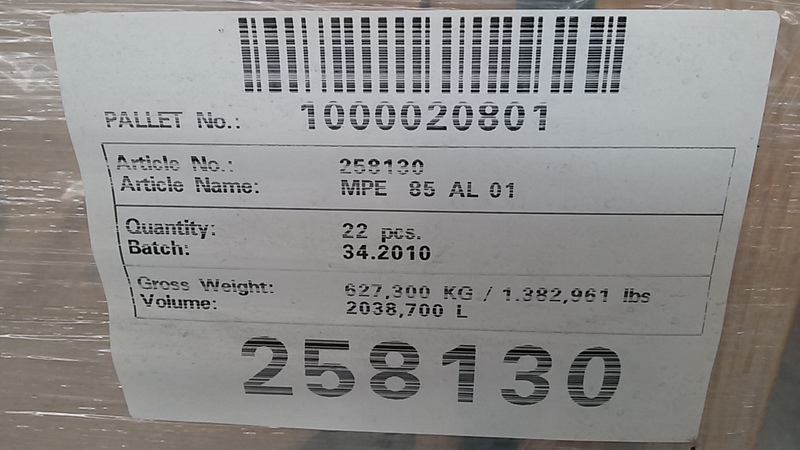 PALLET No.: 1000020801
Article No.: 258130
Article Name: MPE 85 AL 01
Quantity: 22 pcs.
Batch: 34.2010
Gross Weight: 627,300 KG / 1.382,961 lbs
Volume: 2038,700 L
258130